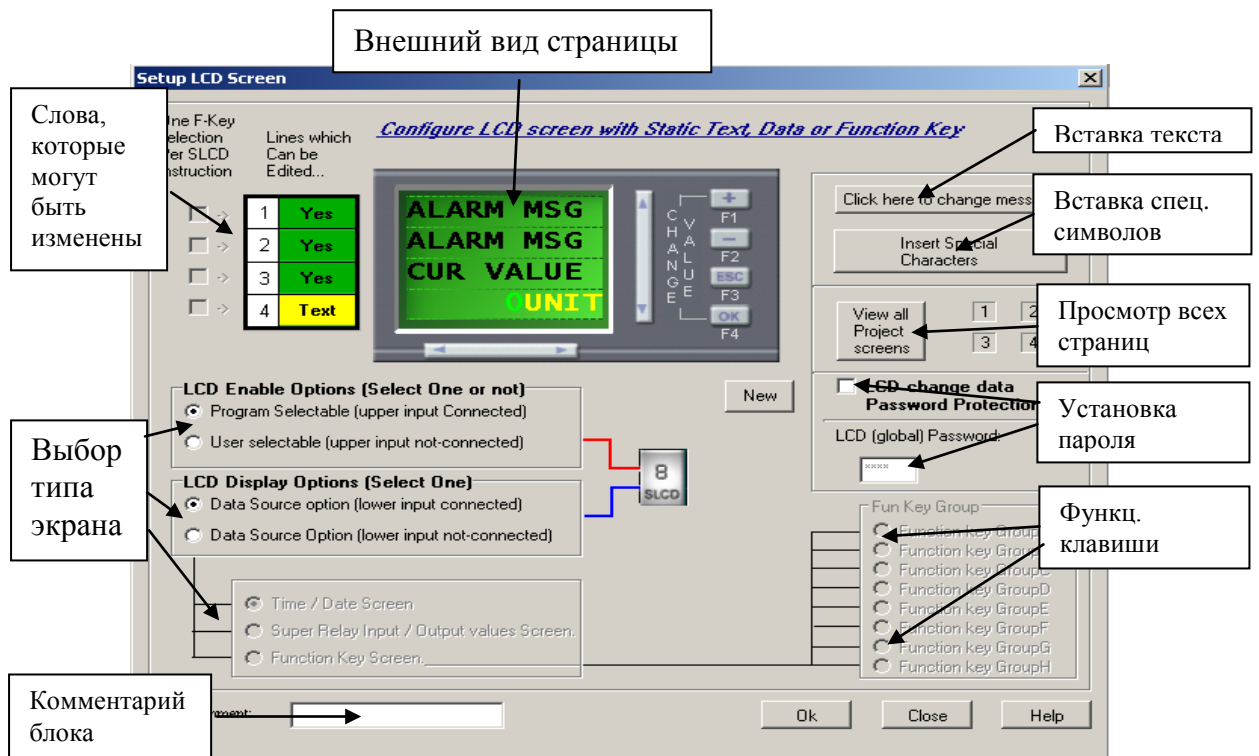 Внешний вид страницы
Setup LCD Screen
Слова,
которые
могут
быть
изменены
One F-Key
Selection
Per SLCD
Instruction
Lines which
Can be
Edited...
Configure LCD screen with Static Text, Data or Function Key
1 Yes
2 Yes
3 Yes
4 Text
ALARM MSG
ALARM MSG
CUR VALUE
0UNIT
CHANGE
VALUE
+
F1
-
F2
ESC
F3
OK
F4
Вставка текста
Click here to change mess
Вставка спец.
символов
Insert Special
Characters
Просмотр всех
страниц
View all
Project
screens
1 2
3 4
New
LCD change data
Password Protection
LCD (global) Password:
****
Установка
пароля
Выбор
типа
экрана
LCD Enable Options (Select One or not)
Program Selectable (upper input Connected)
User selectable (upper input not-connected)
LCD Display Options (Select One)
Data Source option (lower input connected)
Data Source Option (lower input not-connected)
8
SLCD
Time / Date Screen
Super Relay Input / Output values Screen.
Function Key Screen.
Fun Key Group
Function key Group
Function key Group
Function key GroupC
Function key GroupD
Function key GroupE
Function key GroupF
Function key GroupG
Function key GroupH
Функц.
клавиши
Комментарий
блока
Ok
Close
Help